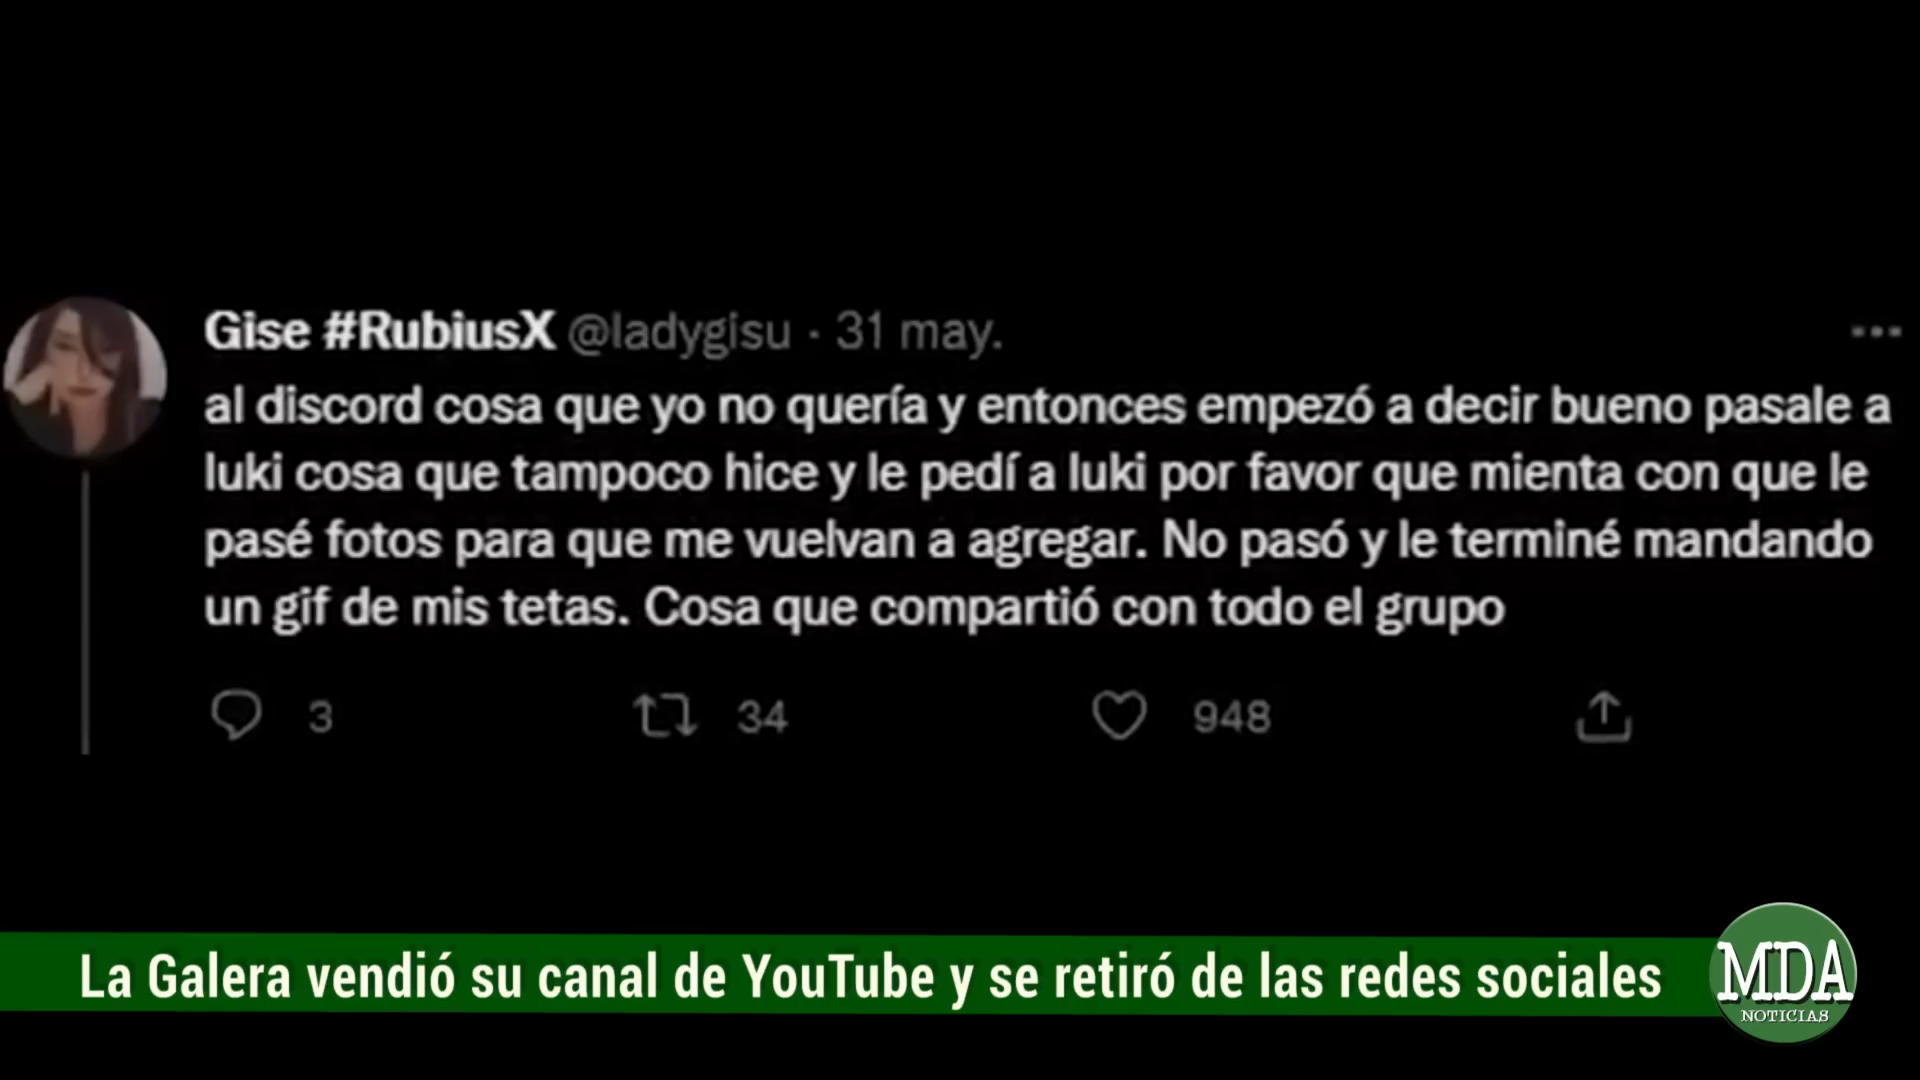 Gise #RubiusX @ladygisu · 31 may.
al discord cosa que yo no quería y entonces empezó a decir bueno pasale a
luki cosa que tampoco hice y le pedí a luki por favor que mienta con que le
pasé fotos para que me vuelvan a agregar. No pasó y le terminé mandando
un gif de mis tetas. Cosa que compartió con todo el grupo
3 34 948
La Galera vendió su canal de YouTube y se retiró de las redes sociales
MDA
NOTICIAS